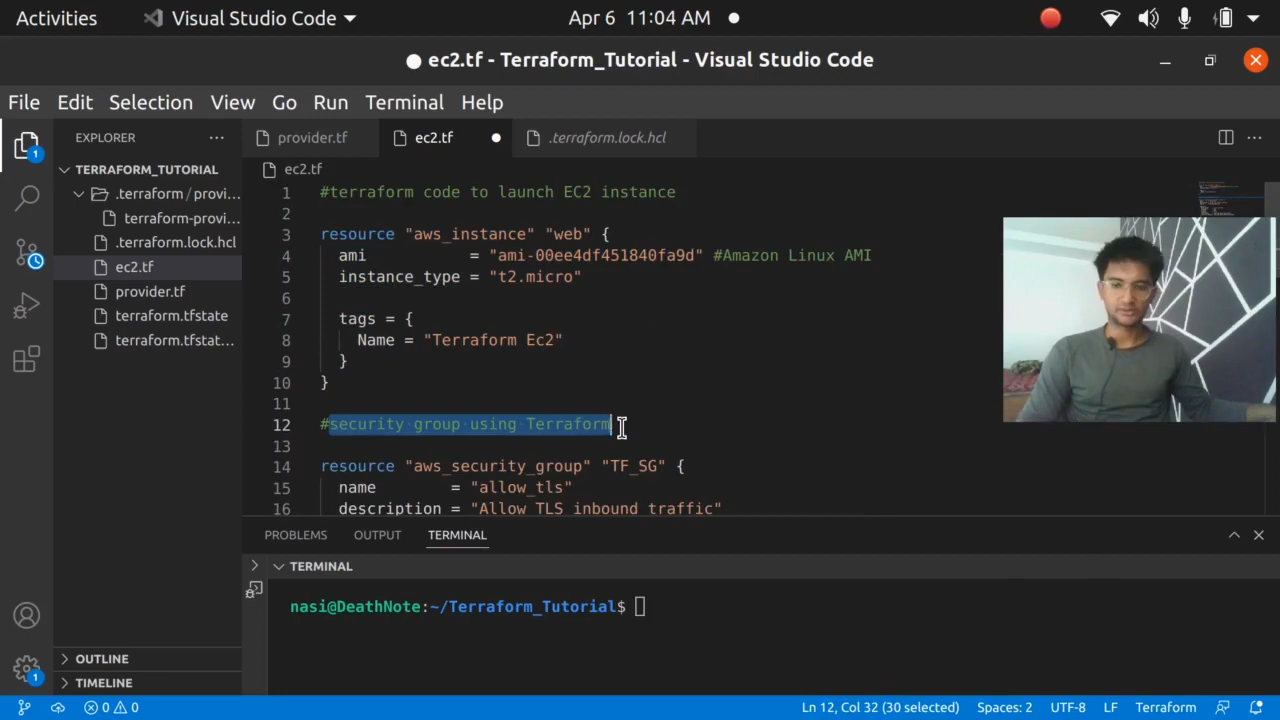 Activities
Visual Studio Code
Apr 6 11:04 AM
ec2.tf - Terraform_Tutorial - Visual Studio Code
File Edit Selection View Go Run Terminal Help
EXPLORER
provider.tf
ec2.tf
.terraform.lock.hcl
TERRAFORM_TUTORIAL
.terraform / provi...
terraform-provi...
.terraform.lock.hcl
ec2.tf
provider.tf
terraform.tfstate
terraform.tfstat...
ec2.tf
1 #terraform code to launch EC2 instance
2
3 resource "aws_instance" "web" {
4 ami = "ami-00ee4df451840fa9d" #Amazon Linux AMI
5 instance_type = "t2.micro"
6
7 tags = {
8 Name = "Terraform Ec2"
9 }
10 }
11
12 #security group using Terraform
13
14 resource "aws_security_group" "TF_SG" {
15 name = "allow_tls"
16 description = "Allow TLS inbound traffic"
PROBLEMS OUTPUT TERMINAL
TERMINAL
nasi@DeathNote:~/Terraform_Tutorial$
1
1
OUTLINE
TIMELINE
0 0
Ln 12, Col 32 (30 selected) Spaces: 2 UTF-8 LF Terraform